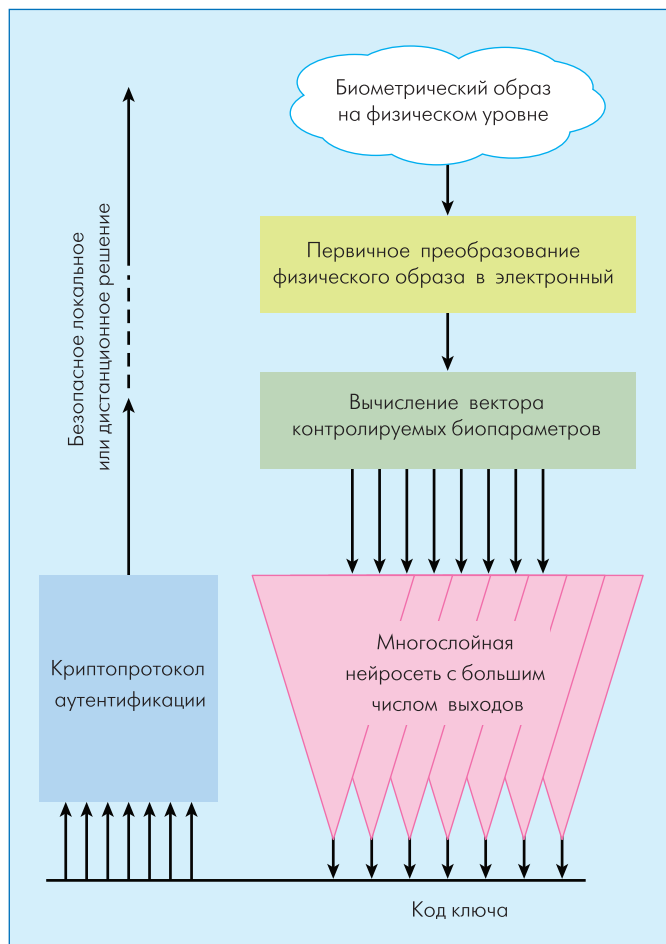 Биометрический образ
на физическом уровне
Первичное преобразование
физического образа в электронный
Вычисление вектора
контролируемых биопараметров
Многослойная
нейросеть с большим
числом выходов
Код ключа
Криптопротокол
аутентификации
Безопасное локальное
или дистанционное решение